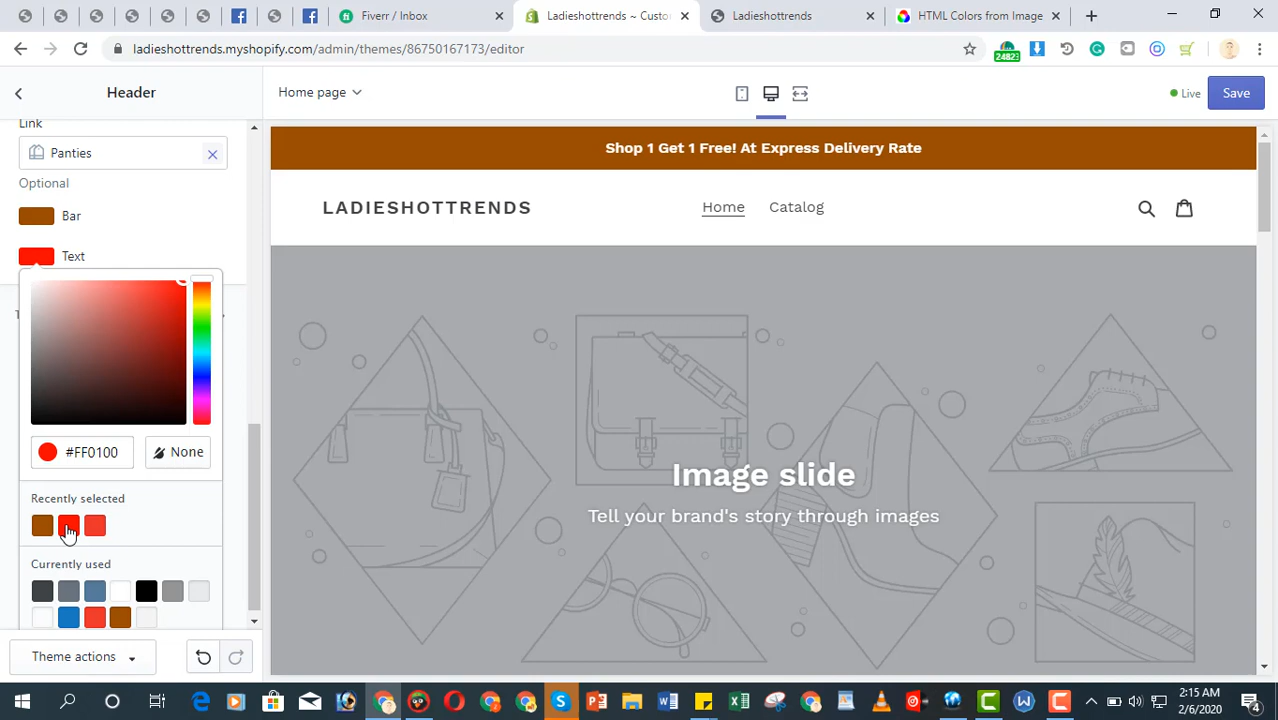 Fiverr / Inbox
Ladieshottrends ~ Custo
Ladieshottrends
HTML Colors from Image
ladieshottrends.myshopify.com/admin/themes/86750167173/editor
24823
Header
Home page
Live
Save
Link
Panties
Optional
Bar
Text
#FF0100
None
Recently selected
Currently used
Theme actions
Shop 1 Get 1 Free! At Express Delivery Rate
LADIESHOTTRENDS
Home
Catalog
Image slide
Tell your brand's story through images
2:15 AM
2/6/2020